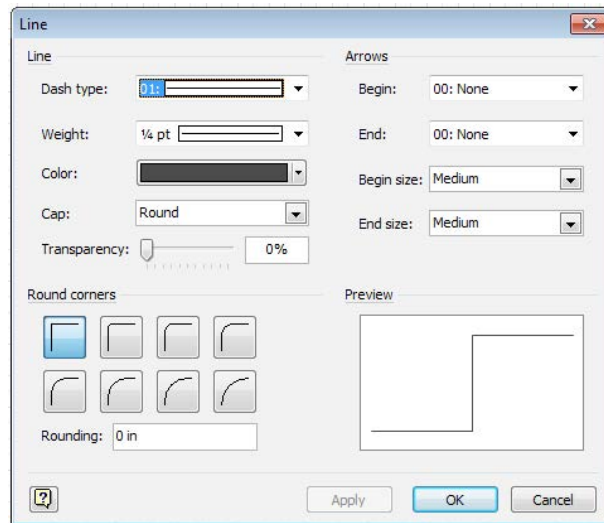 Line
Line
Dash type: 01:
Weight: ¼ pt
Color:
Cap: Round
Transparency: 0%
Arrows
Begin: 00: None
End: 00: None
Begin size: Medium
End size: Medium
Round corners
Rounding: 0 in
Preview
?
Apply
OK
Cancel